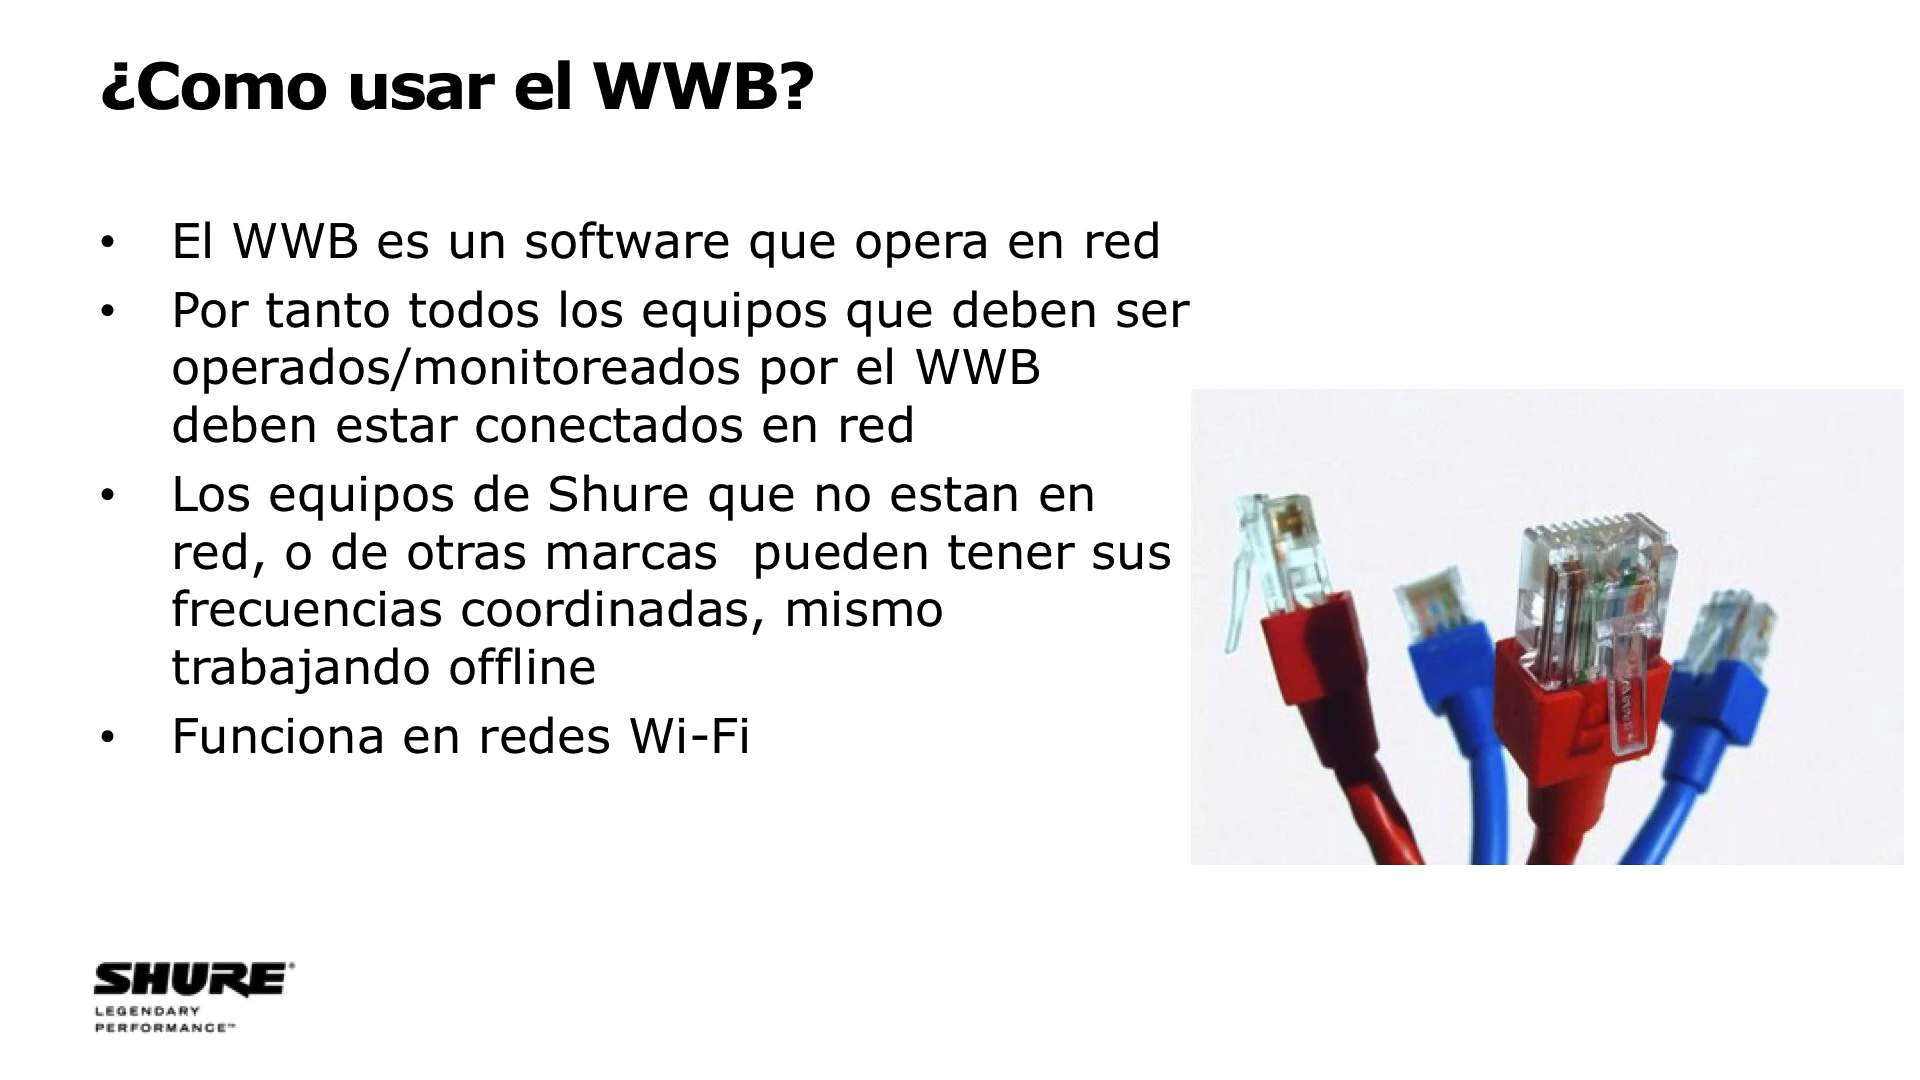 ¿Como usar el WWB?
• El WWB es un software que opera en red
• Por tanto todos los equipos que deben ser
operados/monitoreados por el WWB
deben estar conectados en red
• Los equipos de Shure que no estan en
red, o de otras marcas  pueden tener sus
frecuencias coordinadas, mismo
trabajando offline
• Funciona en redes Wi-Fi
SHURE®
LEGENDARY
PERFORMANCE™